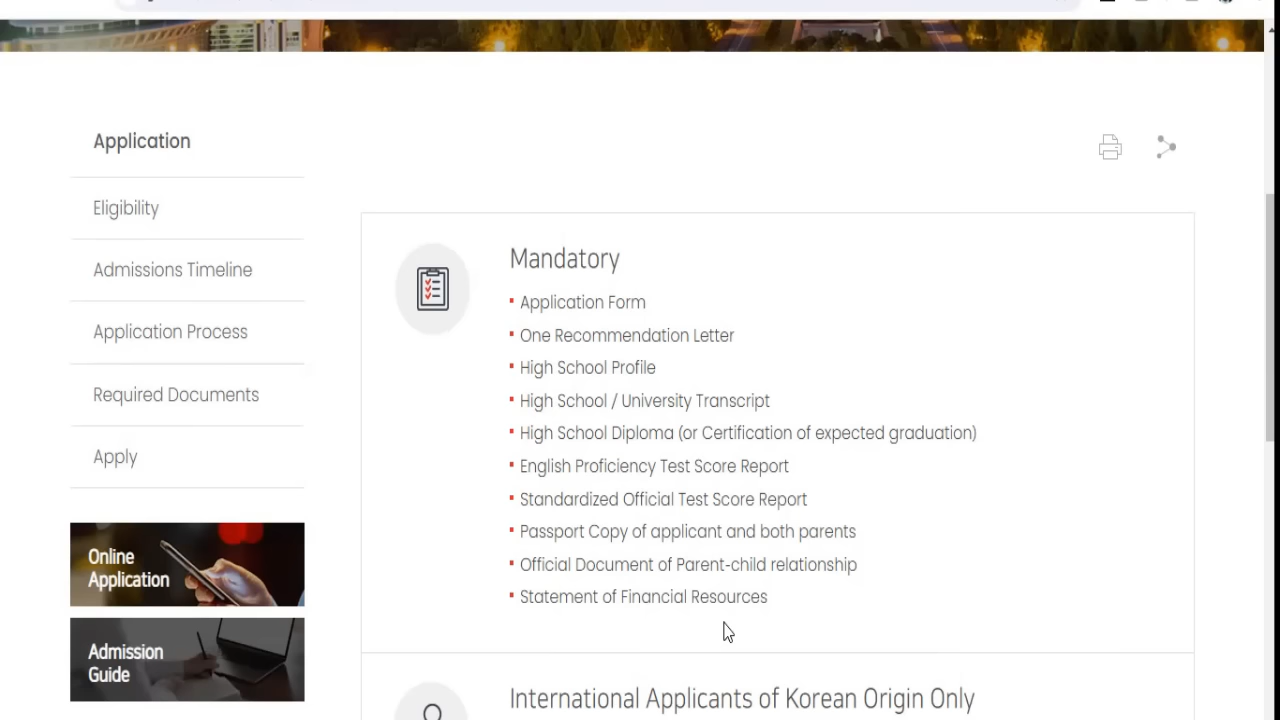 Application
Eligibility
Admissions Timeline
Application Process
Required Documents
Apply
Online
Application
Admission
Guide
Mandatory
Application Form
One Recommendation Letter
High School Profile
High School / University Transcript
High School Diploma (or Certification of expected graduation)
English Proficiency Test Score Report
Standardized Official Test Score Report
Passport Copy of applicant and both parents
Official Document of Parent-child relationship
Statement of Financial Resources
International Applicants of Korean Origin Only